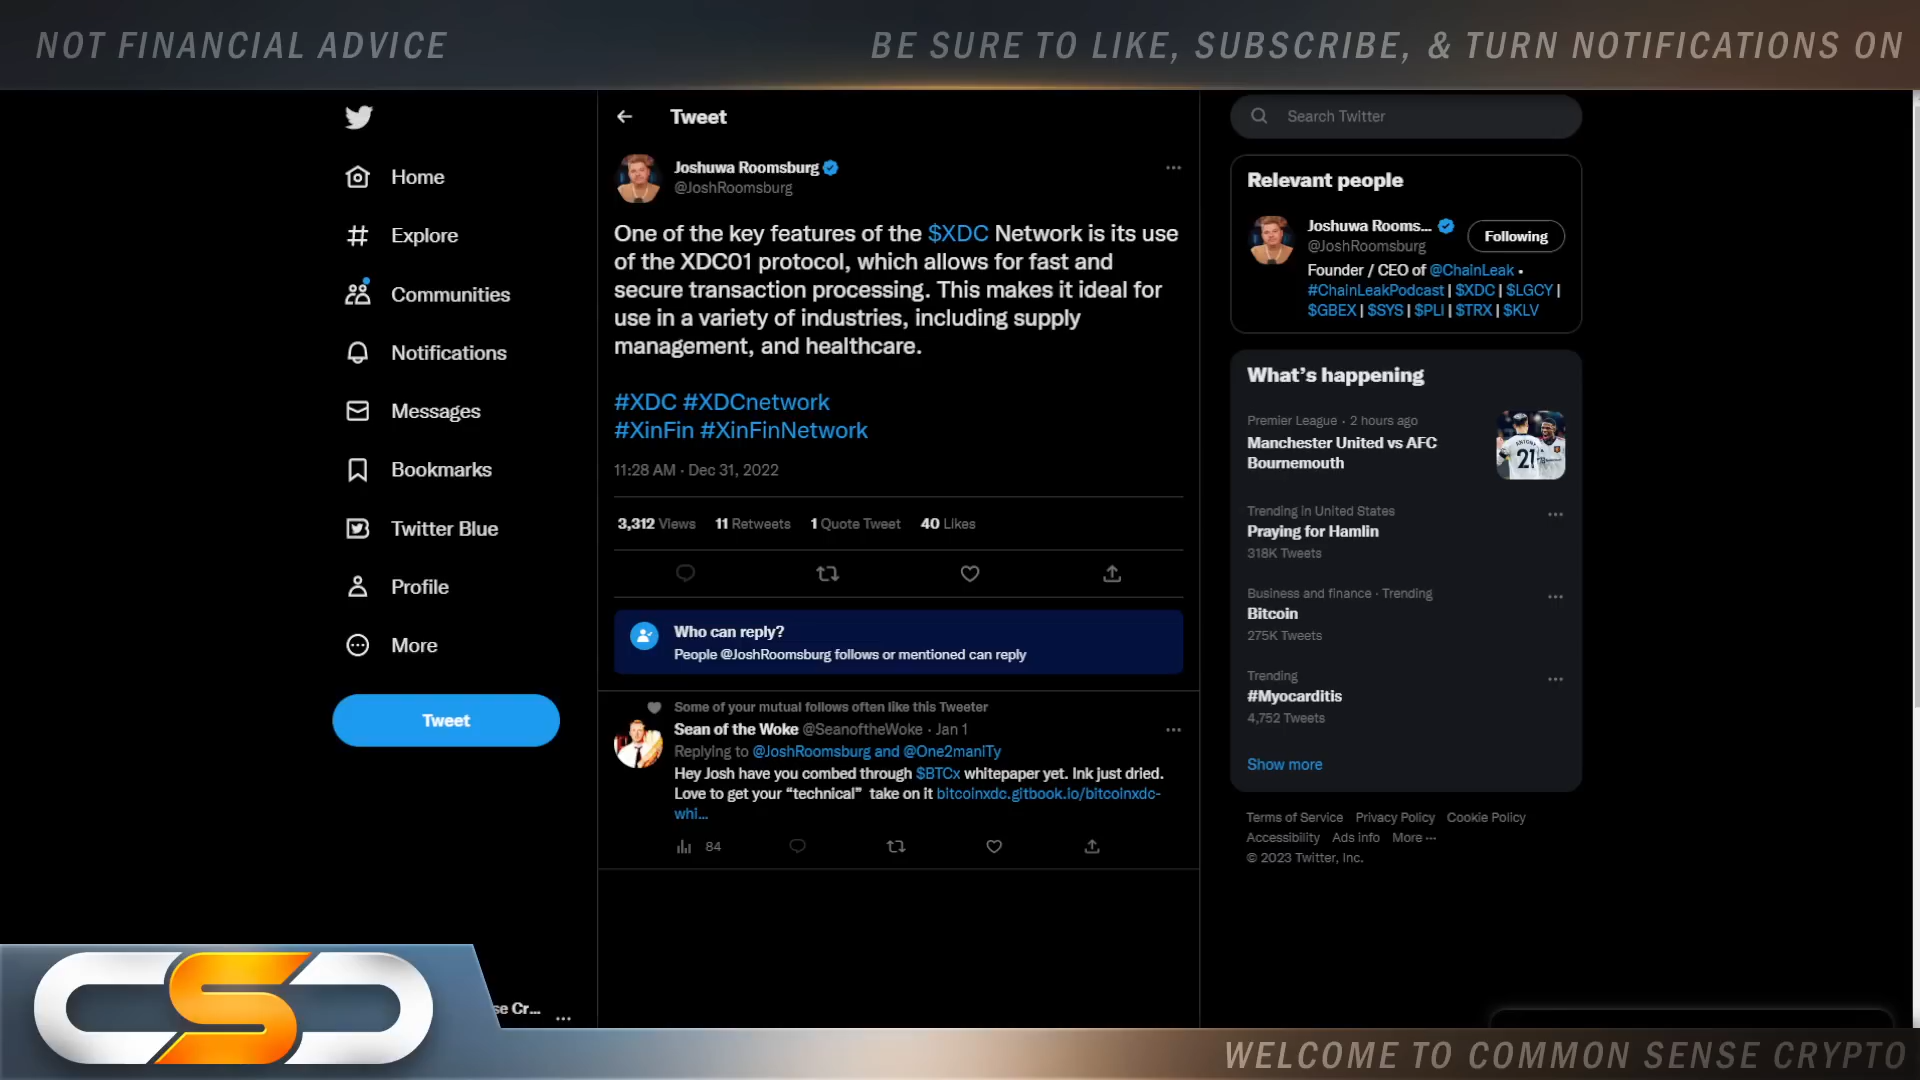 NOT FINANCIAL ADVICE
BE SURE TO LIKE, SUBSCRIBE, & TURN NOTIFICATIONS ON
Home
Explore
Communities
Notifications
Messages
Bookmarks
Twitter Blue
Profile
More
Tweet
se Cr...
Tweet
Joshuwa Roomsburg
@JoshRoomsburg
One of the key features of the $XDC Network is its use
of the XDC01 protocol, which allows for fast and
secure transaction processing. This makes it ideal for
use in a variety of industries, including supply
management, and healthcare.
#XDC #XDCnetwork
#XinFin #XinFinNetwork
11:28 AM · Dec 31, 2022
3,312 Views 11 Retweets 1 Quote Tweet 40 Likes
Who can reply?
People @JoshRoomsburg follows or mentioned can reply
Some of your mutual follows often like this Tweeter
Sean of the Woke @SeanoftheWoke · Jan 1
Replying to @JoshRoomsburg and @One2maniTy
Hey Josh have you combed through $BTCx whitepaper yet. Ink just dried.
Love to get your “technical” take on it bitcoinxdc.gitbook.io/bitcoinxdc-
whi...
84
Search Twitter
Relevant people
Joshuwa Rooms...
@JoshRoomsburg
Following
Founder / CEO of @ChainLeak •
#ChainLeakPodcast | $XDC | $LGCY |
$GBEX | $SYS | $PLI | $TRX | $KLV
What’s happening
Premier League · 2 hours ago
Manchester United vs AFC
Bournemouth
ANTONY
21
Trending in United States
Praying for Hamlin
318K Tweets
Business and finance · Trending
Bitcoin
275K Tweets
Trending
#Myocarditis
4,752 Tweets
Show more
Terms of Service Privacy Policy Cookie Policy
Accessibility Ads info More ···
© 2023 Twitter, Inc.
CSC
WELCOME TO COMMON SENSE CRYPTO